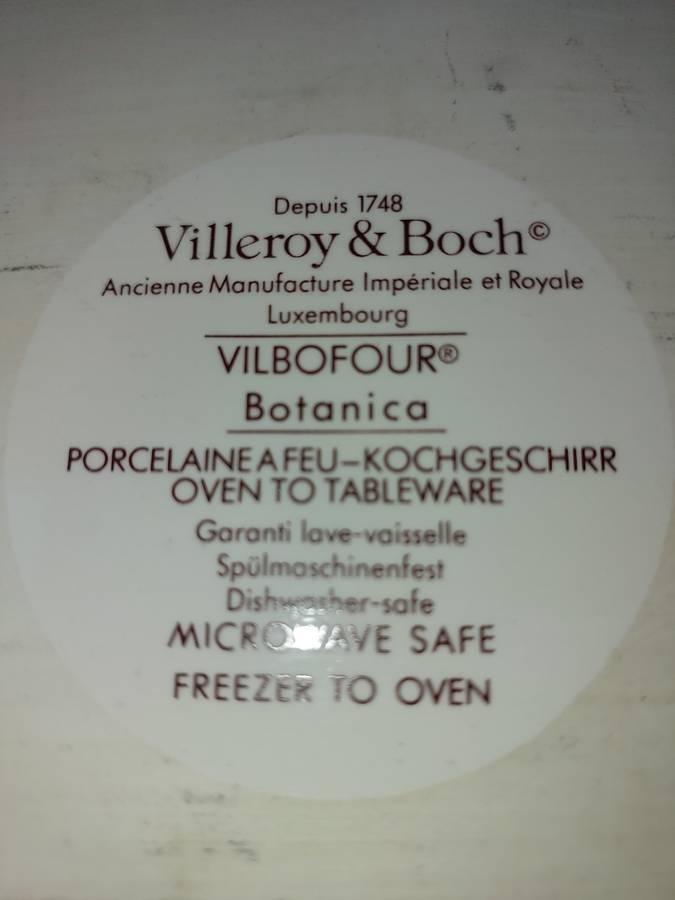 Depuis 1748
Villeroy & Boch©
Ancienne Manufacture Impériale et Royale
Luxembourg
VILBOFOUR®
Botanica
PORCELAINE A FEU–KOCHGESCHIRR
OVEN TO TABLEWARE
Garanti lave-vaisselle
Spülmaschinenfest
Dishwasher-safe
MICROWAVE SAFE
FREEZER TO OVEN